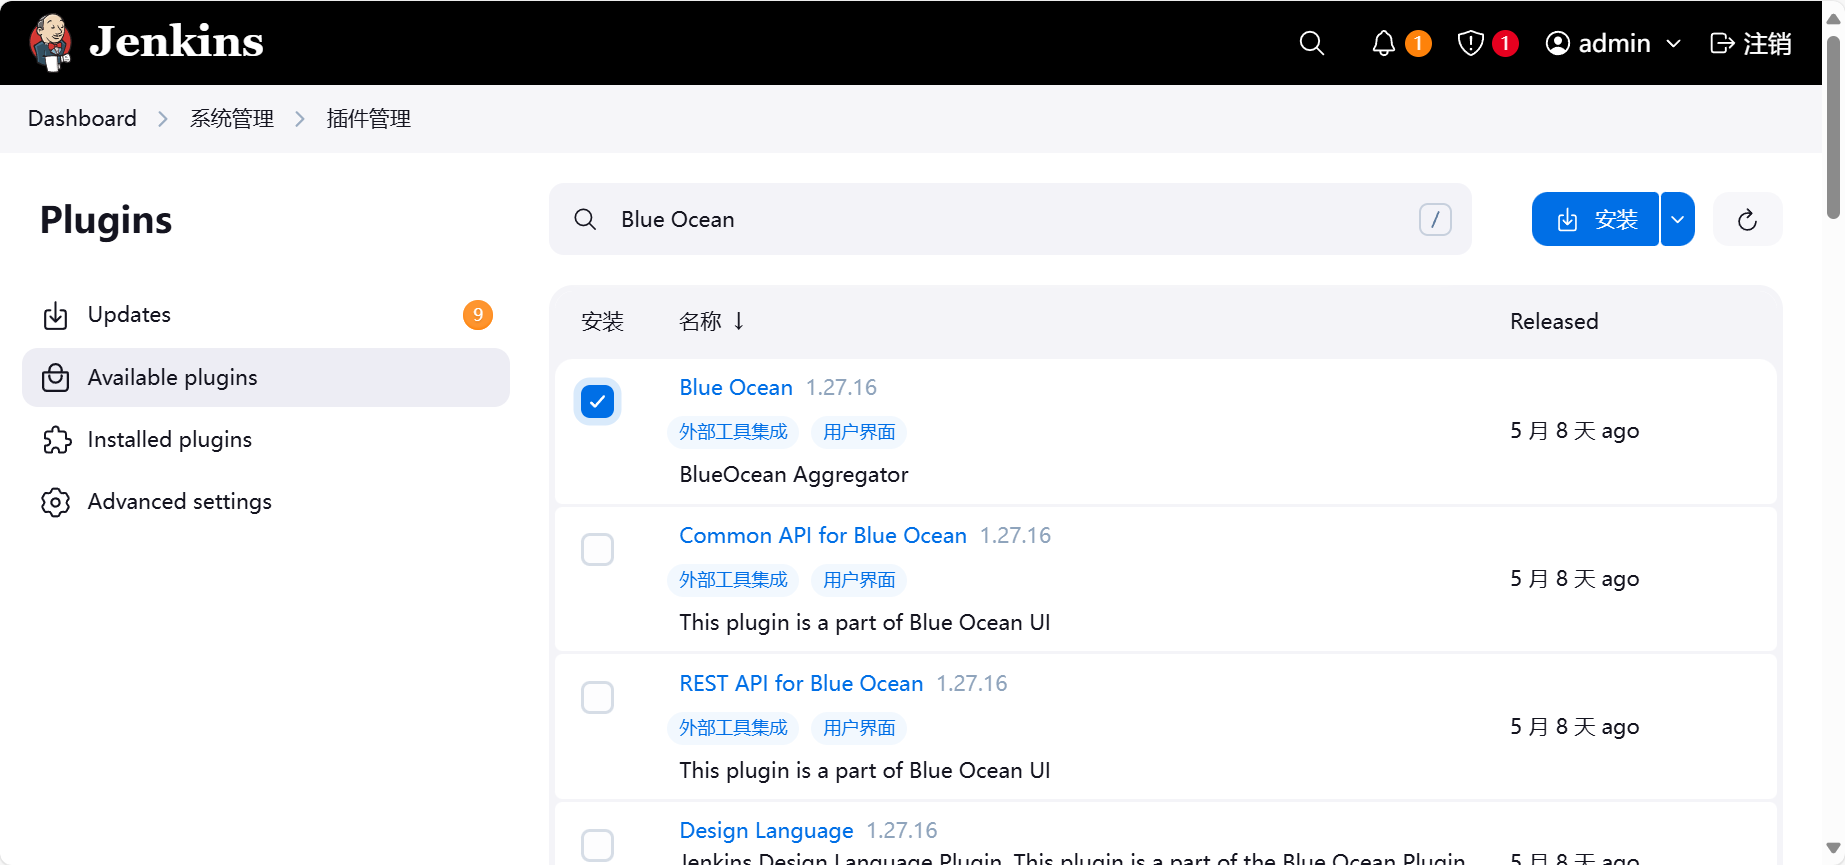 Jenkins
1
1
admin
注销
Dashboard
系统管理
插件管理
Plugins
Blue Ocean
/
安装
Updates
9
Available plugins
Installed plugins
Advanced settings
安装
名称 ↓
Released
Blue Ocean 1.27.16
外部工具集成 用户界面
BlueOcean Aggregator
5 月 8 天 ago
Common API for Blue Ocean 1.27.16
外部工具集成 用户界面
This plugin is a part of Blue Ocean UI
5 月 8 天 ago
REST API for Blue Ocean 1.27.16
外部工具集成 用户界面
This plugin is a part of Blue Ocean UI
5 月 8 天 ago
Design Language 1.27.16
Jenkins Design Language Plugin. This plugin is a part of the Blue Ocean Plugin
5 月 8 天 ago